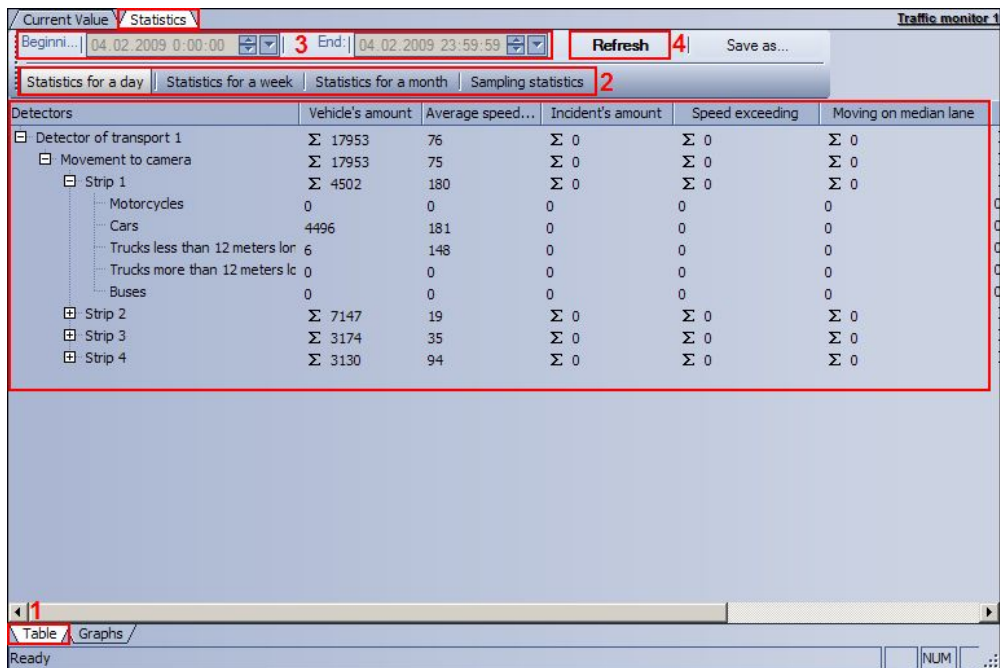 Current Value Statistics Traffic monitor 1
Beginni... 04.02.2009 0:00:00 3 End: 04.02.2009 23:59:59 Refresh 4 Save as...
Statistics for a day Statistics for a week Statistics for a month Sampling statistics 2
Detectors Vehicle's amount Average speed... Incident's amount Speed exceeding Moving on median lane
Detector of transport 1 Σ 17953 76 Σ 0 Σ 0 Σ 0
Movement to camera Σ 17953 75 Σ 0 Σ 0 Σ 0
Strip 1 Σ 4502 180 Σ 0 Σ 0 Σ 0
Motorcycles 0 0 0 0 0 0
Cars 4496 181 0 0 0 0
Trucks less than 12 meters lon 6 148 0 0 0 0
Trucks more than 12 meters lc 0 0 0 0 0 0
Buses 0 0 0 0 0 0
Strip 2 Σ 7147 19 Σ 0 Σ 0 Σ 0
Strip 3 Σ 3174 35 Σ 0 Σ 0 Σ 0
Strip 4 Σ 3130 94 Σ 0 Σ 0 Σ 0
1
Table Graphs
Ready NUM